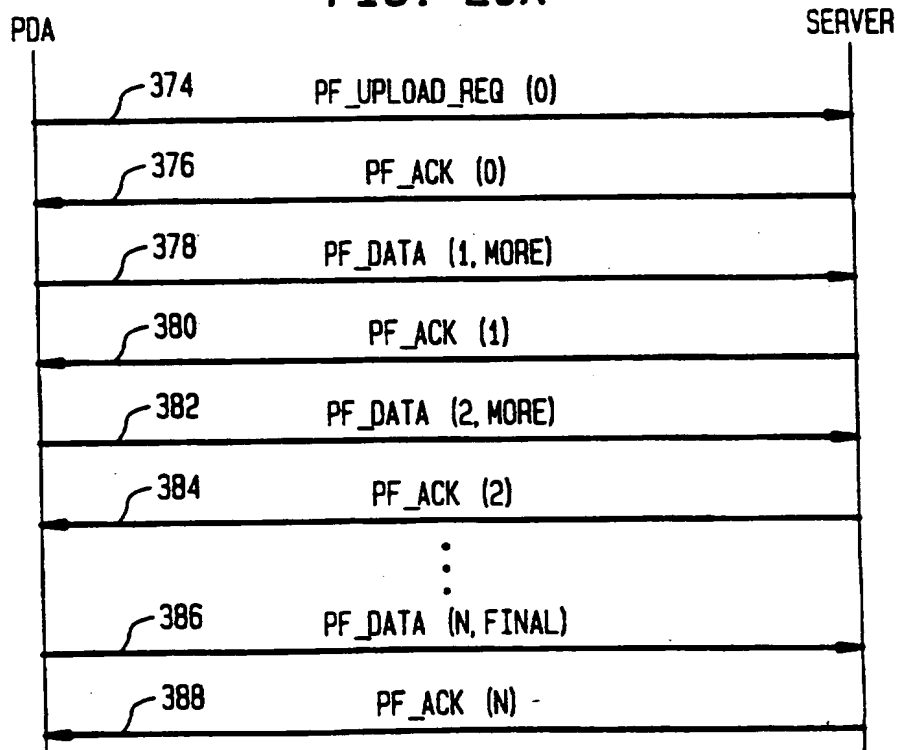 PDA
SERVER
374 PF_UPLOAD_REQ (0)
376 PF_ACK (0)
378 PF_DATA (1, MORE)
380 PF_ACK (1)
382 PF_DATA (2, MORE)
384 PF_ACK (2)
386 PF_DATA (N, FINAL)
388 PF_ACK (N)